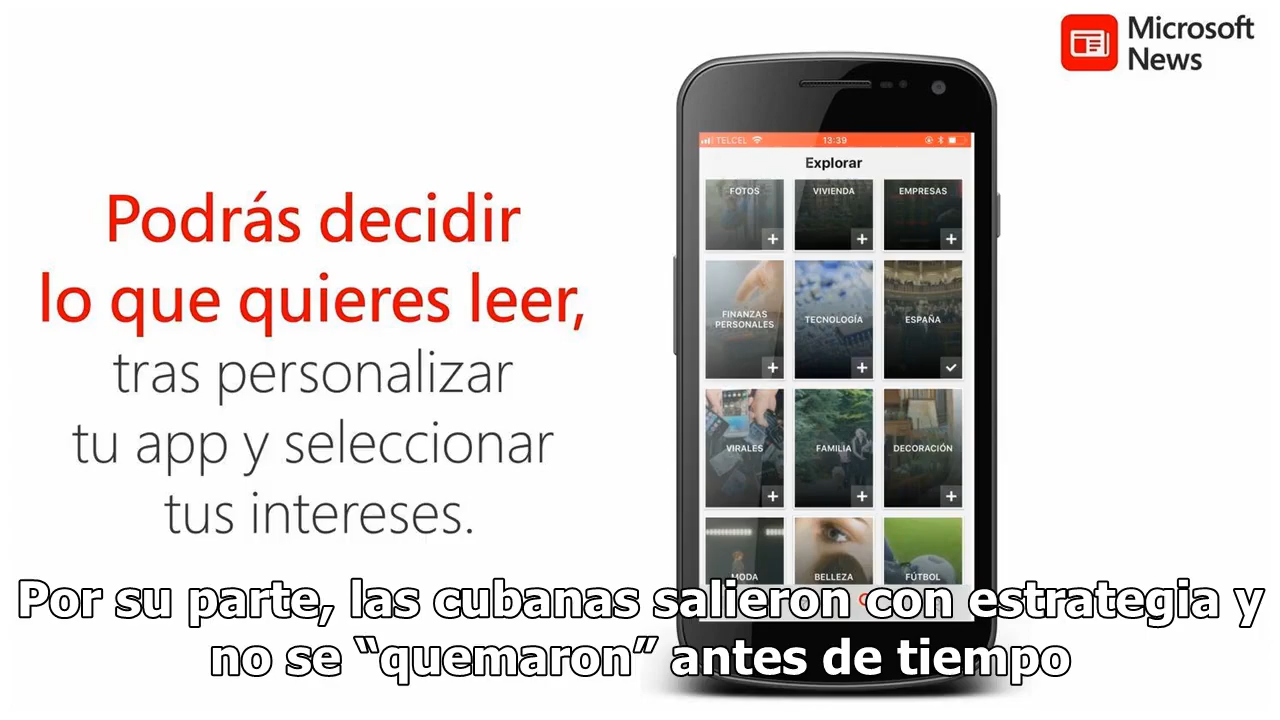 Microsoft
News
Podrás decidir
lo que quieres leer,
tras personalizar
tu app y seleccionar
tus intereses.
TELCEL 13:39
Explorar
FOTOS VIVIENDA EMPRESAS
FINANZAS
PERSONALES TECNOLOGÍA ESPAÑA
VIRALES FAMILIA DECORACIÓN
MODA BELLEZA FÚTBOL
Por su parte, las cubanas salieron con estrategia y
no se “quemaron” antes de tiempo